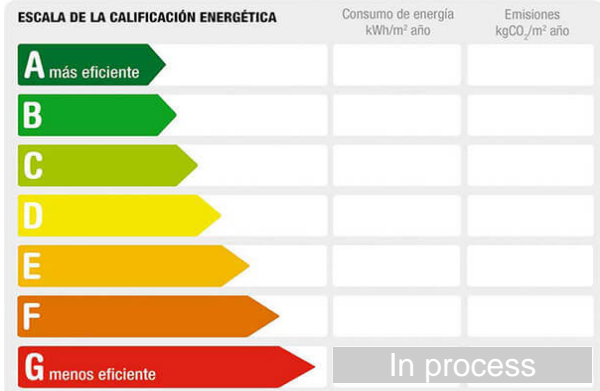 ESCALA DE LA CALIFICACIÓN ENERGÉTICA
Consumo de energía
kWh/m² año
Emisiones
kgCO₂/m² año
A más eficiente
B
C
D
E
F
G menos eficiente
In process